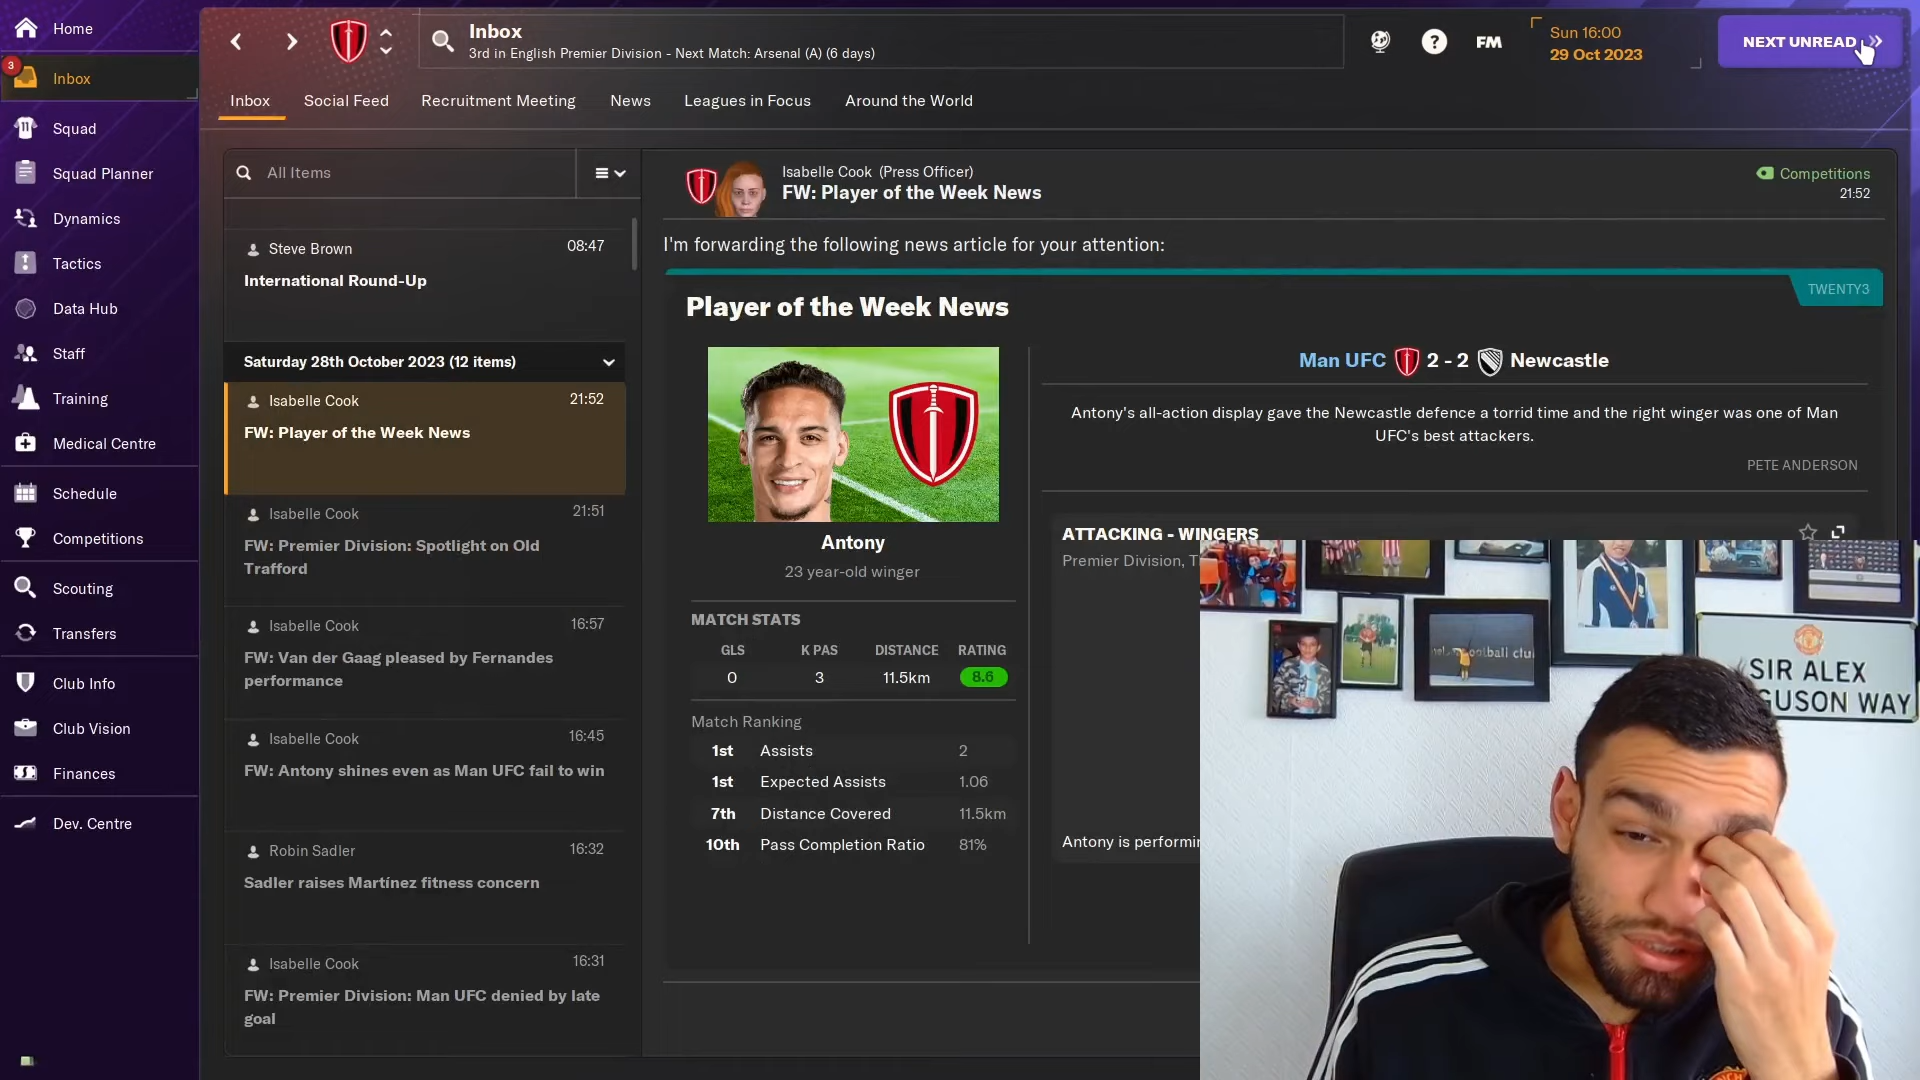 Home
3
Inbox
Squad
Squad Planner
Dynamics
Tactics
Data Hub
Staff
Training
Medical Centre
Schedule
Competitions
Scouting
Transfers
Club Info
Club Vision
Finances
Dev. Centre
Inbox
3rd in English Premier Division - Next Match: Arsenal (A) (6 days)
?
FM
Sun 16:00
29 Oct 2023
NEXT UNREAD
Inbox
Social Feed
Recruitment Meeting
News
Leagues in Focus
Around the World
All Items
Steve Brown 08:47
International Round-Up
Saturday 28th October 2023 (12 items)
Isabelle Cook 21:52
FW: Player of the Week News
Isabelle Cook 21:51
FW: Premier Division: Spotlight on Old
Trafford
Isabelle Cook 16:57
FW: Van der Gaag pleased by Fernandes
performance
Isabelle Cook 16:45
FW: Antony shines even as Man UFC fail to win
Robin Sadler 16:32
Sadler raises Martínez fitness concern
Isabelle Cook 16:31
FW: Premier Division: Man UFC denied by late
goal
Isabelle Cook (Press Officer)
FW: Player of the Week News
Competitions
21:52
I'm forwarding the following news article for your attention:
TWENTY3
Player of the Week News
Antony
23 year-old winger
MATCH STATS
GLS K PAS DISTANCE RATING
0 3 11.5km 8.6
Match Ranking
1st Assists 2
1st Expected Assists 1.06
7th Distance Covered 11.5km
10th Pass Completion Ratio 81%
Man UFC 2 - 2 Newcastle
Antony's all-action display gave the Newcastle defence a torrid time and the right winger was one of Man
UFC's best attackers.
PETE ANDERSON
ATTACKING - WINGERS
Premier Division, T
Antony is performin
SIR ALEX
GUSON WAY